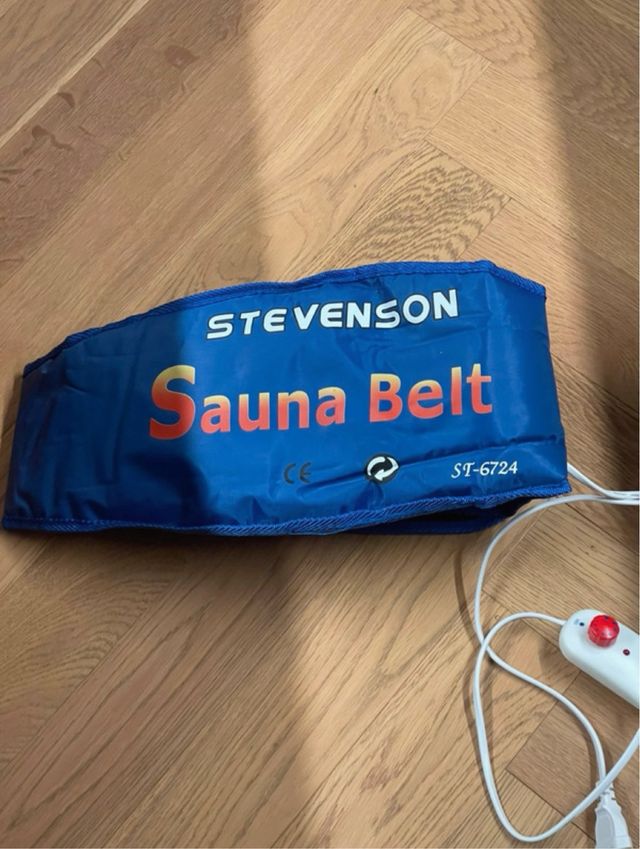 STEVENSON
Sauna Belt
CE
ST-6724